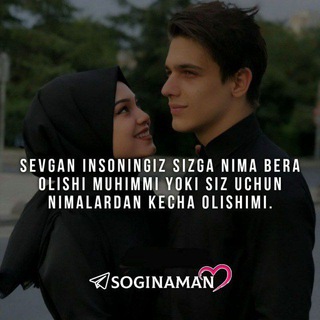 SEVGAN INSONINGIZ SIZGA NIMA BERA
OLISHI MUHIMMI YOKI SIZ UCHUN
NIMALARDAN KECHA OLISHIMI.
SOGINAMAN